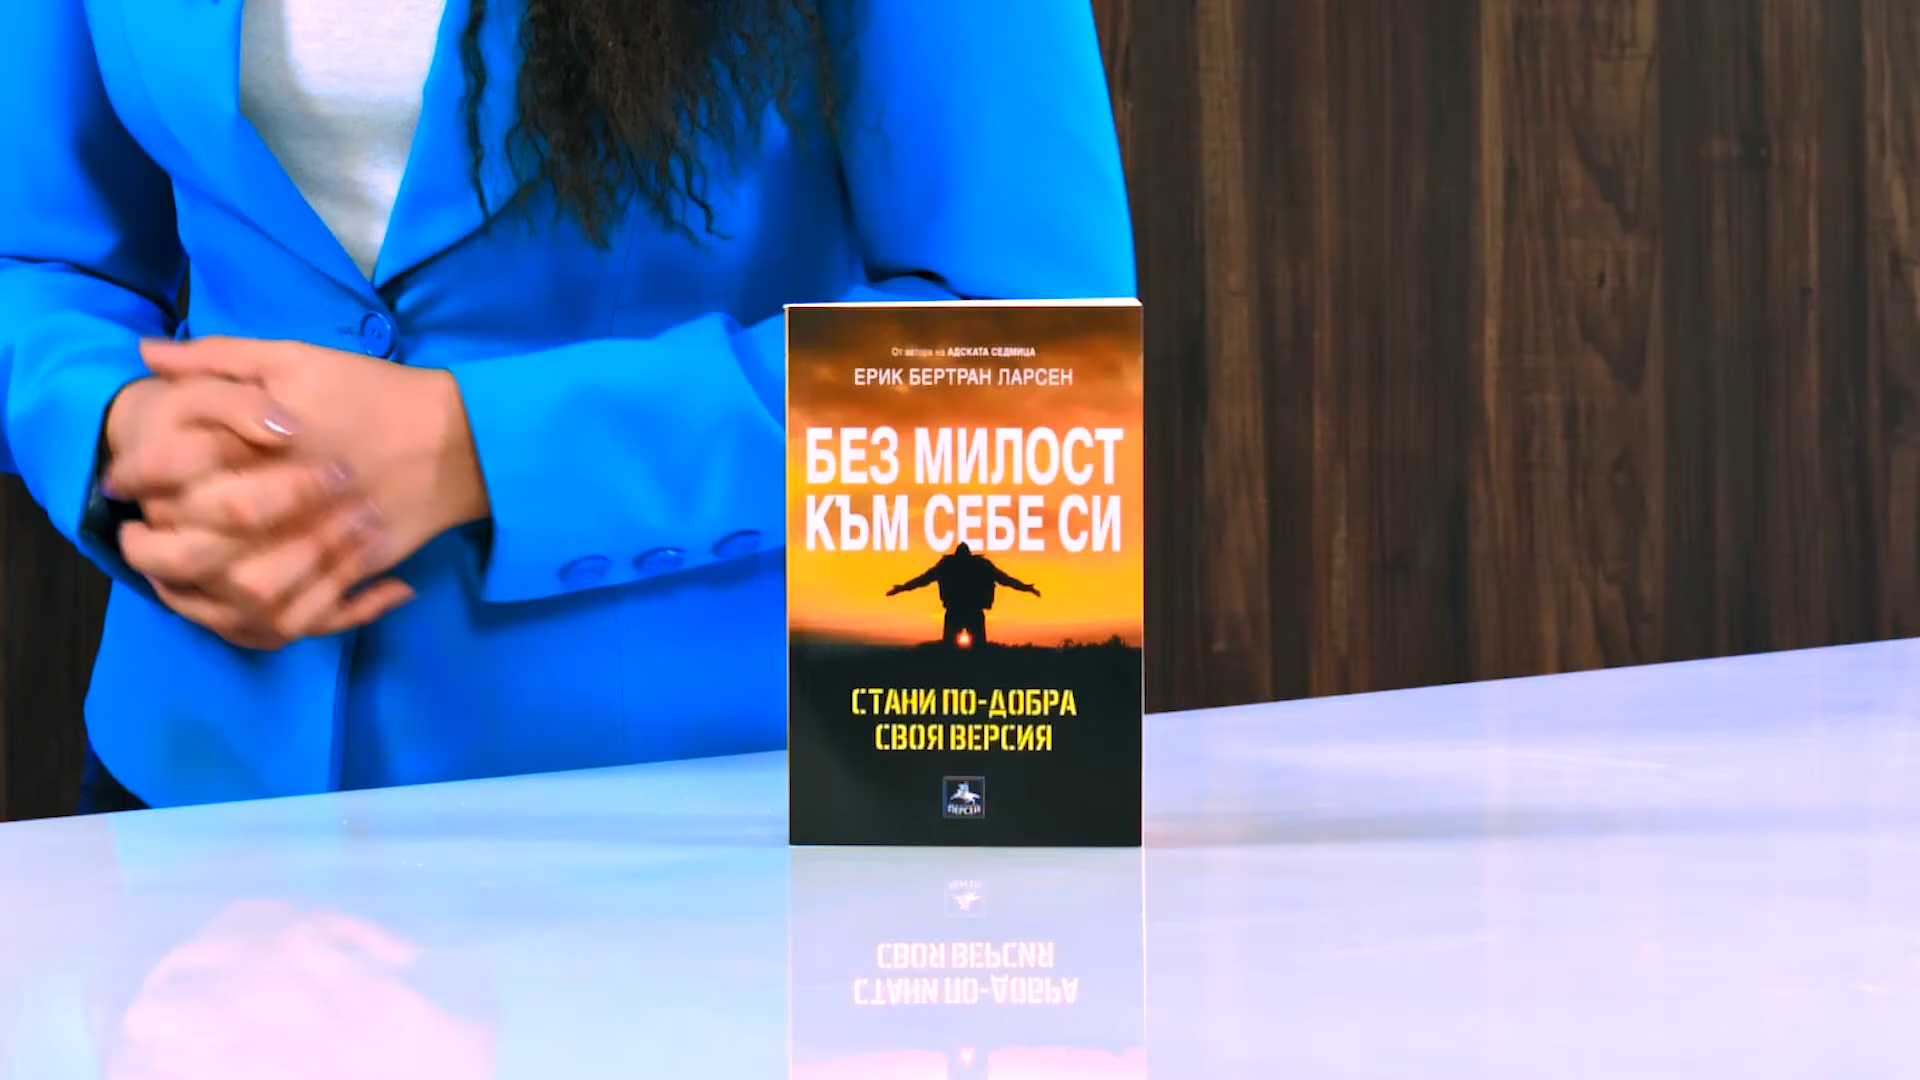 От автора на АДСКАТА СЕДМИЦА
ЕРИК БЕРТРАН ЛАРСЕН
БЕЗ МИЛОСТ
КЪМ СЕБЕ СИ
СТАНИ ПО-ДОБРА
СВОЯ ВЕРСИЯ
ПЕРСЕЙ